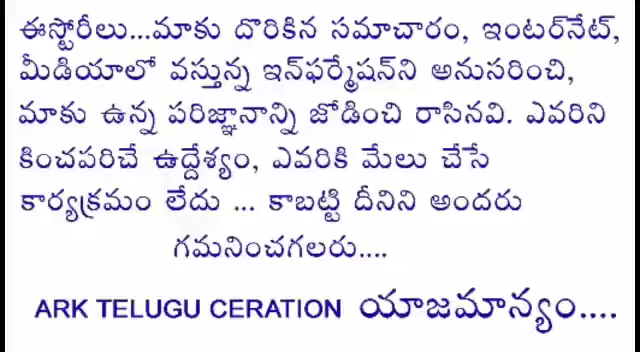 ఈస్టోరీలు...మాకు దొరికిన సమాచారం, ఇంటర్‌నేట్,
మీడియాలో వస్తున్న ఇన్‌ఫర్మేషన్‌ని అనుసరించి,
మాకు ఉన్న పరిజ్ఞానాన్ని జోడించి రాసినవి. ఎవరిని
కించపరిచే ఉద్దేశ్యం, ఎవరికి మేలు చేసే
కార్యక్రమం లేదు ... కాబట్టి దీనిని అందరు
గమనించగలరు....
ARK TELUGU CERATION యాజమాన్యం....